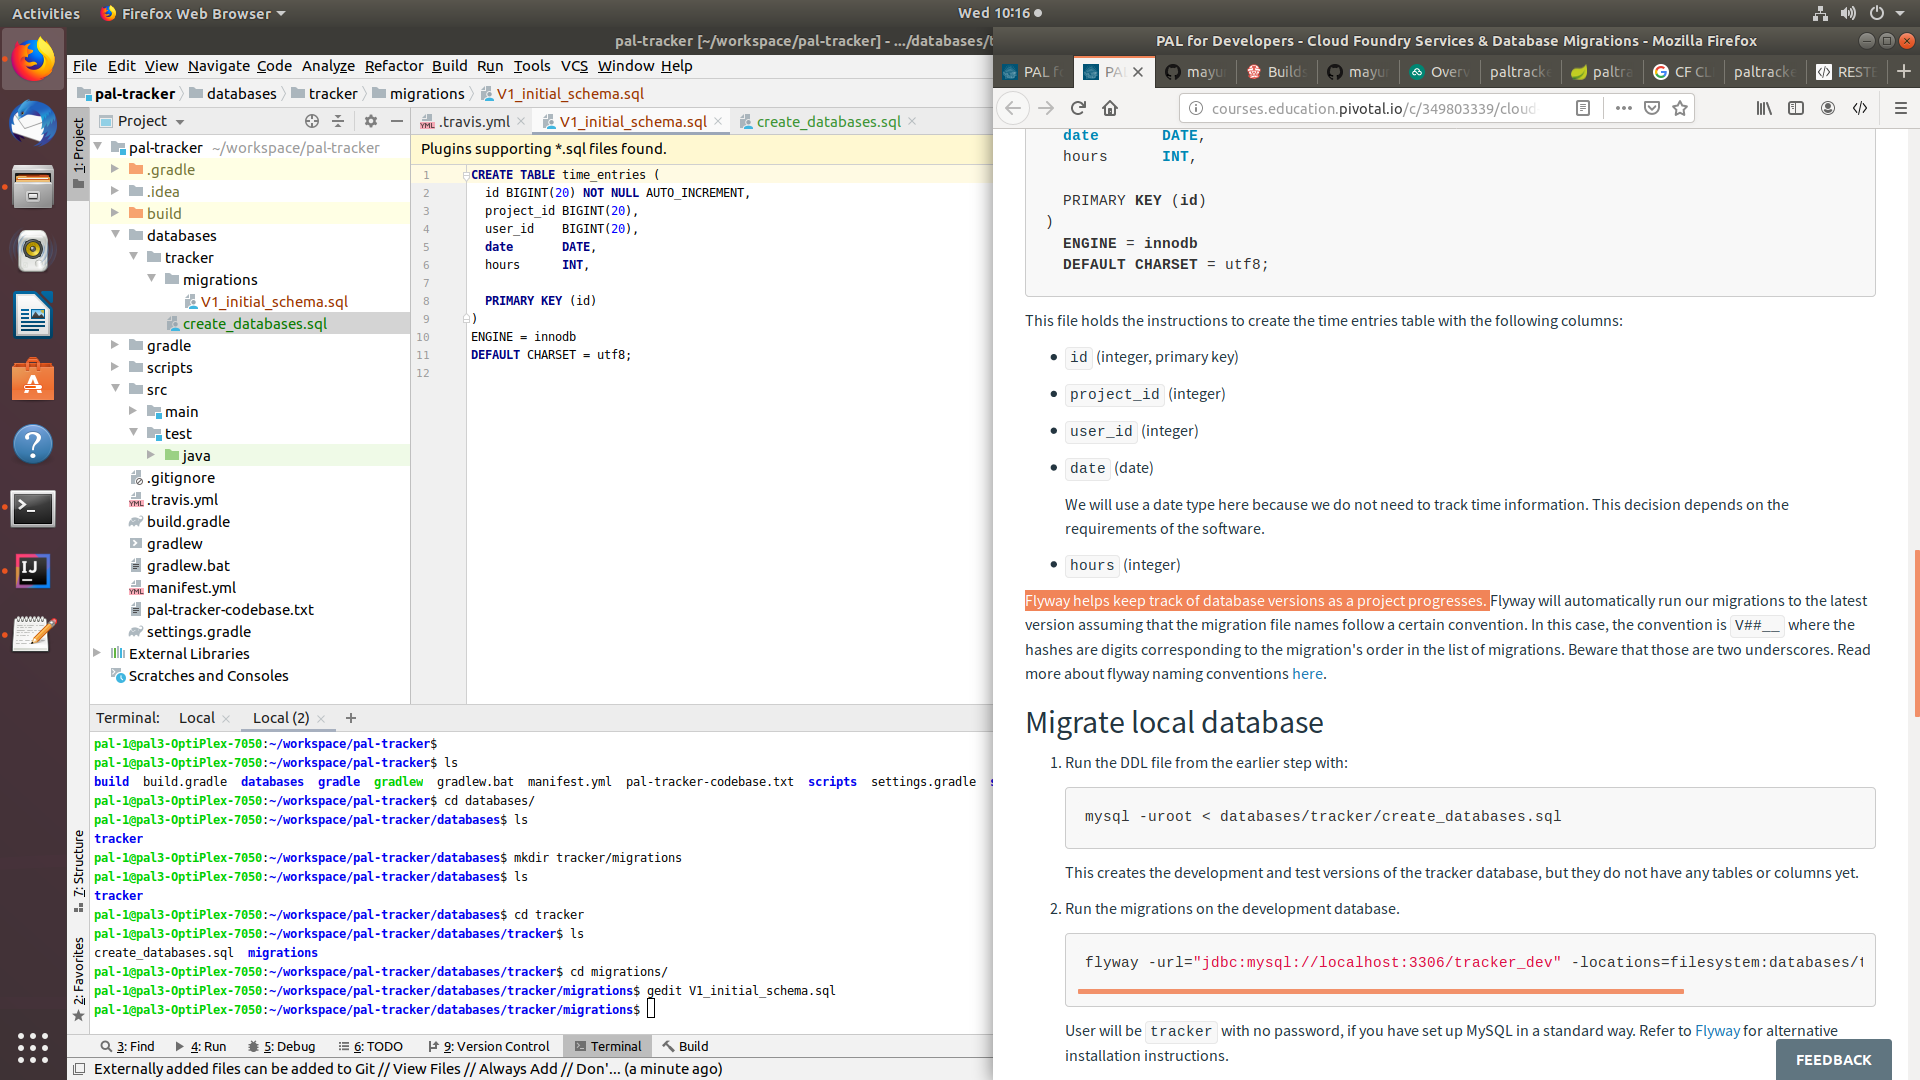 Activities
Firefox Web Browser
Wed 10:16
pal-tracker [~/workspace/pal-tracker] - .../databases/t
PAL for Developers - Cloud Foundry Services & Database Migrations - Mozilla Firefox
File Edit View Navigate Code Analyze Refactor Build Run Tools VCS Window Help
PAL fo
PAL
mayu
Builds
mayur
Overv
paltracke
paltra
CF CL
paltracke
RESTE
pal-tracker databases tracker migrations V1_initial_schema.sql
courses.education.pivotal.io/c/349803339/cloud
1: Project
Project
.travis.yml
V1_initial_schema.sql
create_databases.sql
pal-tracker ~/workspace/pal-tracker
.gradle
.idea
build
databases
tracker
migrations
V1_initial_schema.sql
create_databases.sql
gradle
scripts
src
main
test
java
.gitignore
.travis.yml
build.gradle
gradlew
gradlew.bat
manifest.yml
pal-tracker-codebase.txt
settings.gradle
External Libraries
Scratches and Consoles
Plugins supporting *.sql files found.
1 CREATE TABLE time_entries (
2 id BIGINT(20) NOT NULL AUTO_INCREMENT,
3 project_id BIGINT(20),
4 user_id BIGINT(20),
5 date DATE,
6 hours INT,
7
8 PRIMARY KEY (id)
9 )
10 ENGINE = innodb
11 DEFAULT CHARSET = utf8;
12
7: Structure
2: Favorites
Terminal: Local Local (2)
pal-1@pal3-OptiPlex-7050:~/workspace/pal-tracker$
pal-1@pal3-OptiPlex-7050:~/workspace/pal-tracker$ ls
build build.gradle databases gradle gradlew gradlew.bat manifest.yml pal-tracker-codebase.txt scripts settings.gradle s
pal-1@pal3-OptiPlex-7050:~/workspace/pal-tracker$ cd databases/
pal-1@pal3-OptiPlex-7050:~/workspace/pal-tracker/databases$ ls
tracker
pal-1@pal3-OptiPlex-7050:~/workspace/pal-tracker/databases$ mkdir tracker/migrations
pal-1@pal3-OptiPlex-7050:~/workspace/pal-tracker/databases$ ls
tracker
pal-1@pal3-OptiPlex-7050:~/workspace/pal-tracker/databases$ cd tracker
pal-1@pal3-OptiPlex-7050:~/workspace/pal-tracker/databases/tracker$ ls
create_databases.sql migrations
pal-1@pal3-OptiPlex-7050:~/workspace/pal-tracker/databases/tracker$ cd migrations/
pal-1@pal3-OptiPlex-7050:~/workspace/pal-tracker/databases/tracker/migrations$ gedit V1_initial_schema.sql
pal-1@pal3-OptiPlex-7050:~/workspace/pal-tracker/databases/tracker/migrations$
3: Find 4: Run 5: Debug 6: TODO 9: Version Control Terminal Build
Externally added files can be added to Git // View Files // Always Add // Don'... (a minute ago)
date DATE,
hours INT,
PRIMARY KEY (id)
)
ENGINE = innodb
DEFAULT CHARSET = utf8;
This file holds the instructions to create the time entries table with the following columns:
• id (integer, primary key)
• project_id (integer)
• user_id (integer)
• date (date)
We will use a date type here because we do not need to track time information. This decision depends on the
requirements of the software.
• hours (integer)
Flyway helps keep track of database versions as a project progresses. Flyway will automatically run our migrations to the latest
version assuming that the migration file names follow a certain convention. In this case, the convention is V##__ where the
hashes are digits corresponding to the migration's order in the list of migrations. Beware that those are two underscores. Read
more about flyway naming conventions here.
Migrate local database
1. Run the DDL file from the earlier step with:
mysql -uroot < databases/tracker/create_databases.sql
This creates the development and test versions of the tracker database, but they do not have any tables or columns yet.
2. Run the migrations on the development database.
flyway -url="jdbc:mysql://localhost:3306/tracker_dev" -locations=filesystem:databases/t
User will be tracker with no password, if you have set up MySQL in a standard way. Refer to Flyway for alternative
installation instructions.
FEEDBACK